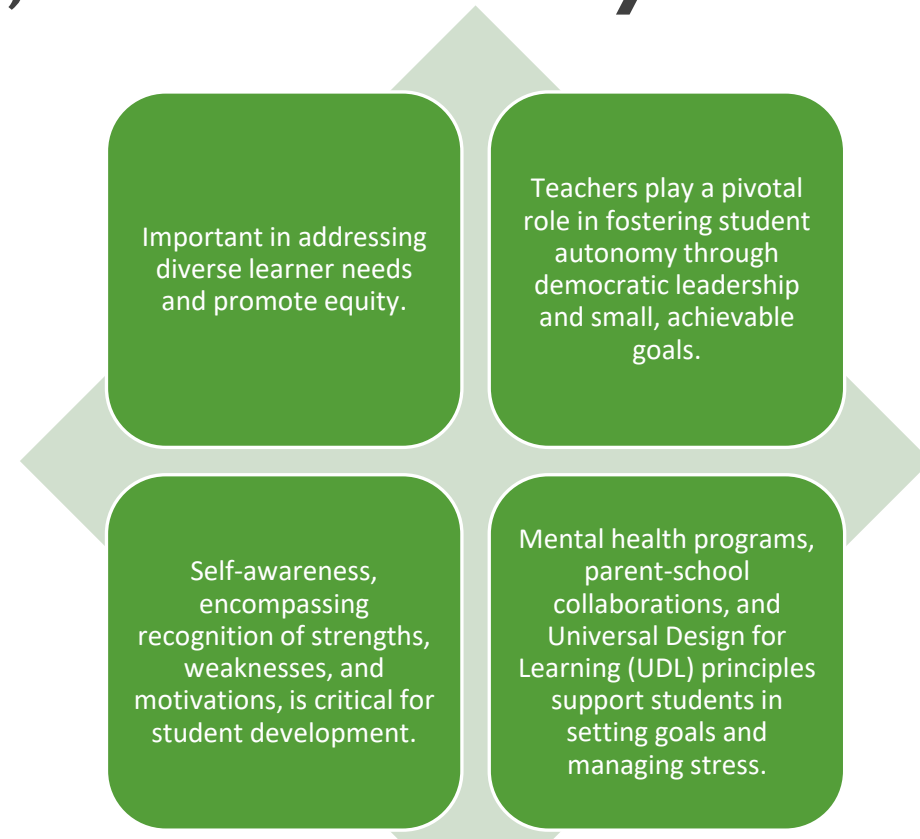 Important in addressing
diverse learner needs
and promote equity.
Teachers play a pivotal
role in fostering student
autonomy through
democratic leadership
and small, achievable
goals.
Self-awareness,
encompassing
recognition of strengths,
weaknesses, and
motivations, is critical for
student development.
Mental health programs,
parent-school
collaborations, and
Universal Design for
Learning (UDL) principles
support students in
setting goals and
managing stress.